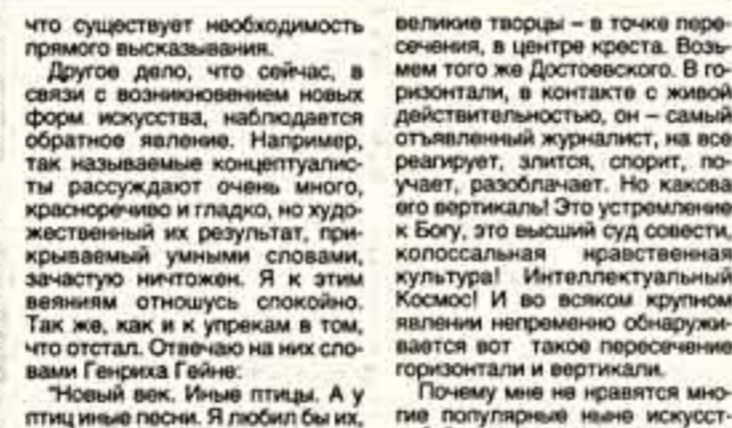 что существует необходимость
прямого высказывания.
Другое дело, что сейчас, в
связи с возникновением новых
форм искусства, наблюдается
обратное явление. Например,
так называемые концептуалис-
ты рассуждают очень много,
красноречиво и гладко, но худо-
жественный их результат, при-
крываемый умными словами,
зачастую ничтожен. Я к этим
веяниям отношусь спокойно.
Так же, как и к упрекам в том,
что отстал. Отвечаю на них сло-
вами Генриха Гейне:
"Новый век. Иные птицы. А у
птиц иные песни. Я любил бы их,
великие творцы – в точке пере-
сечения, в центре креста. Возь-
мем того же Достоевского. В го-
ризонтали, в контакте с живой
действительностью, он – самый
отъявленный журналист, на все
реагирует, злится, спорит, по-
учает, разоблачает. Но какова
его вертикаль! Это устремление
к Богу, это высший суд совести,
колоссальная нравственная
культура! Интеллектуальный
Космос! И во всяком крупном
явлении непременно обнаружи-
вается вот такое пересечение
горизонтали и вертикали.
Почему мне не нравятся мно-
гие популярные ныне искусст-